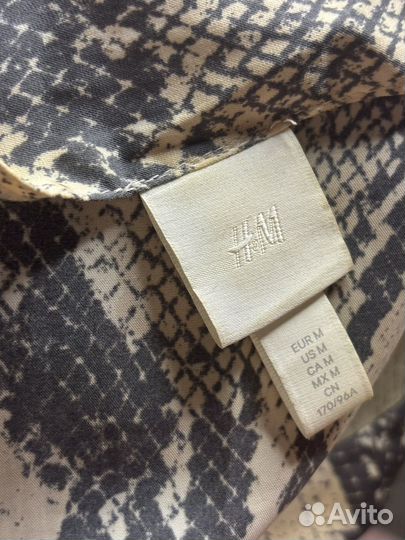 H&M
EUR M
US M
CA M
MX M
CN
170/96A
Avito